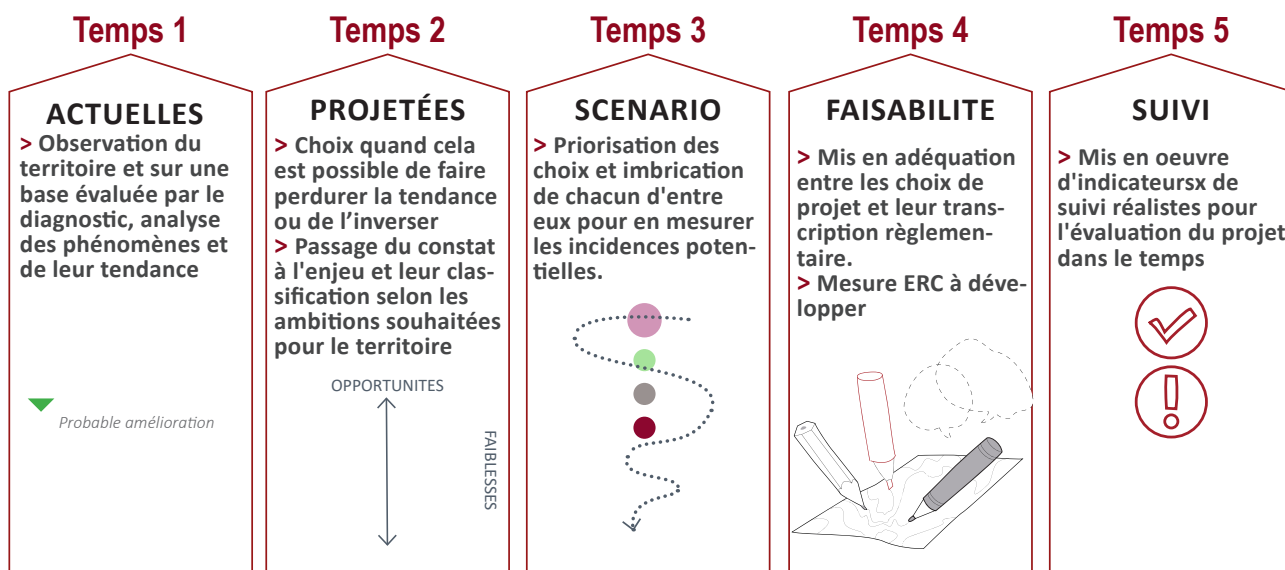 Temps 1
ACTUELLES
> Observation du
territoire et sur une
base évaluée par le
diagnostic, analyse
des phénomènes et
de leur tendance
Probable amélioration
Temps 2
PROJETÉES
> Choix quand cela
est possible de faire
perdurer la tendance
ou de l’inverser
> Passage du constat
à l'enjeu et leur clas-
sification selon les
ambitions souhaitées
pour le territoire
OPPORTUNITES
FAIBLESSES
Temps 3
SCENARIO
> Priorisation des
choix et imbrication
de chacun d'entre
eux pour en mesurer
les incidences poten-
tielles.
Temps 4
FAISABILITE
> Mis en adéquation
entre les choix de
projet et leur trans-
cription règlemen-
taire.
> Mesure ERC à déve-
lopper
Temps 5
SUIVI
> Mis en oeuvre
d'indicateursx de
suivi réalistes pour
l'évaluation du projet
dans le temps